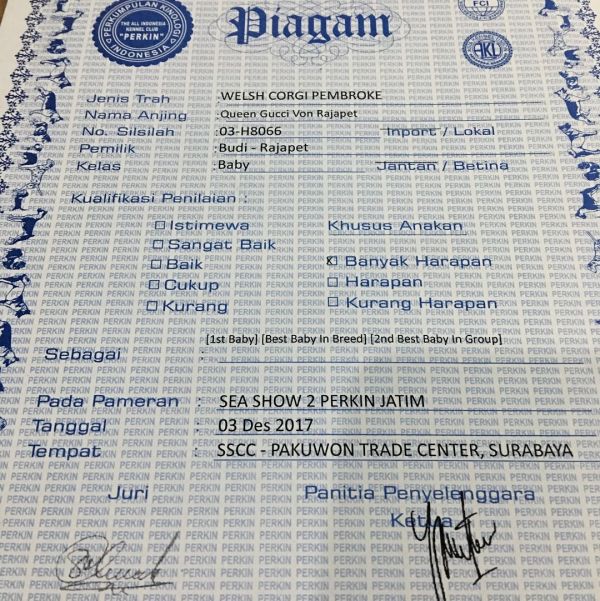 PERKUMPULAN KINOLOGI
THE ALL INDONESIA
KENNEL CLUB
"PERKIN"
INDONESIA
Piagam
FCI
AKU
Jenis Trah : WELSH CORGI PEMBROKE
Nama Anjing : Queen Gucci Von Rajapet
No. Silsilah : 03-H8066 Inport / Lokal
Pemilik : Budi - Rajapet
Kelas : Baby Jantan / Betina
Kualifikasi Penilaian :
Istimewa Khusus Anakan
Sangat Baik
Baik x Banyak Harapan
Cukup Harapan
Kurang Kurang Harapan
[1st Baby] [Best Baby In Breed] [2nd Best Baby In Group]
Sebagai :
Pada Pameran : SEA SHOW 2 PERKIN JATIM
Tanggal : 03 Des 2017
Tempat : SSCC - PAKUWON TRADE CENTER, SURABAYA
Juri Panitia Penyelenggara
Ketua